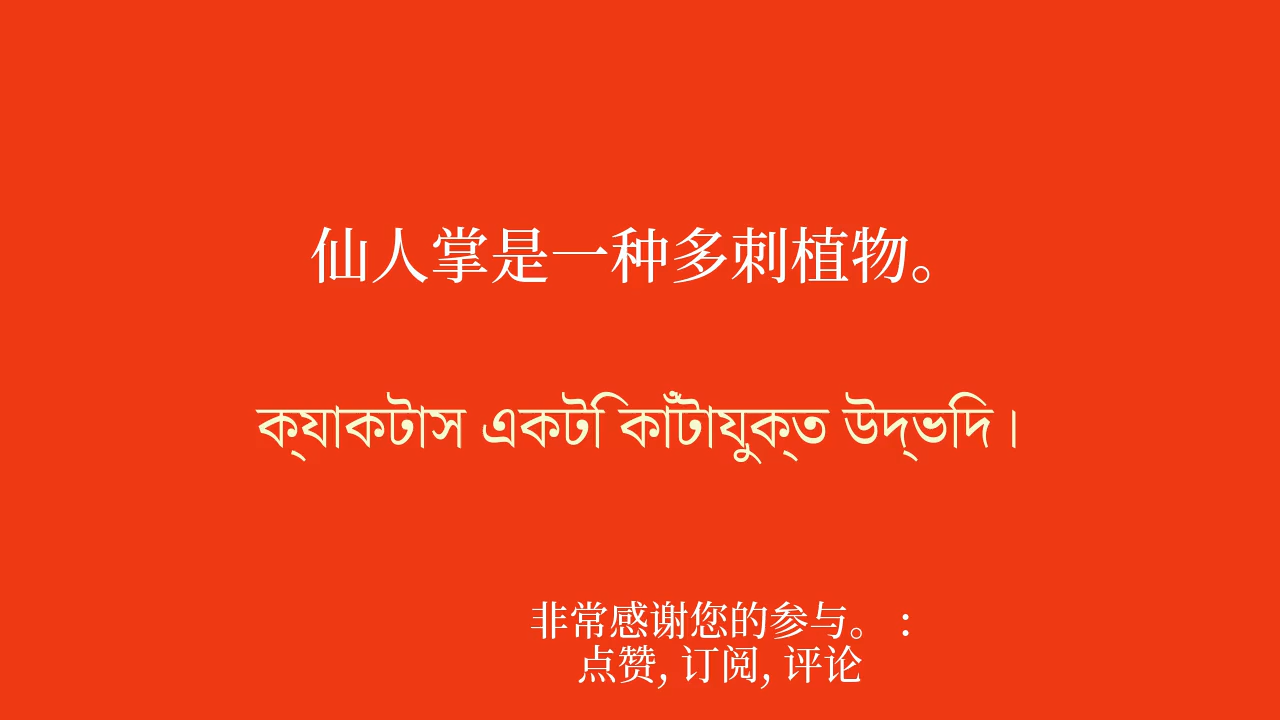 仙人掌是一种多刺植物。
ক্যাকটাস একটি কাঁটাযুক্ত উদ্ভিদ।
非常感谢您的参与。 :
点赞, 订阅, 评论